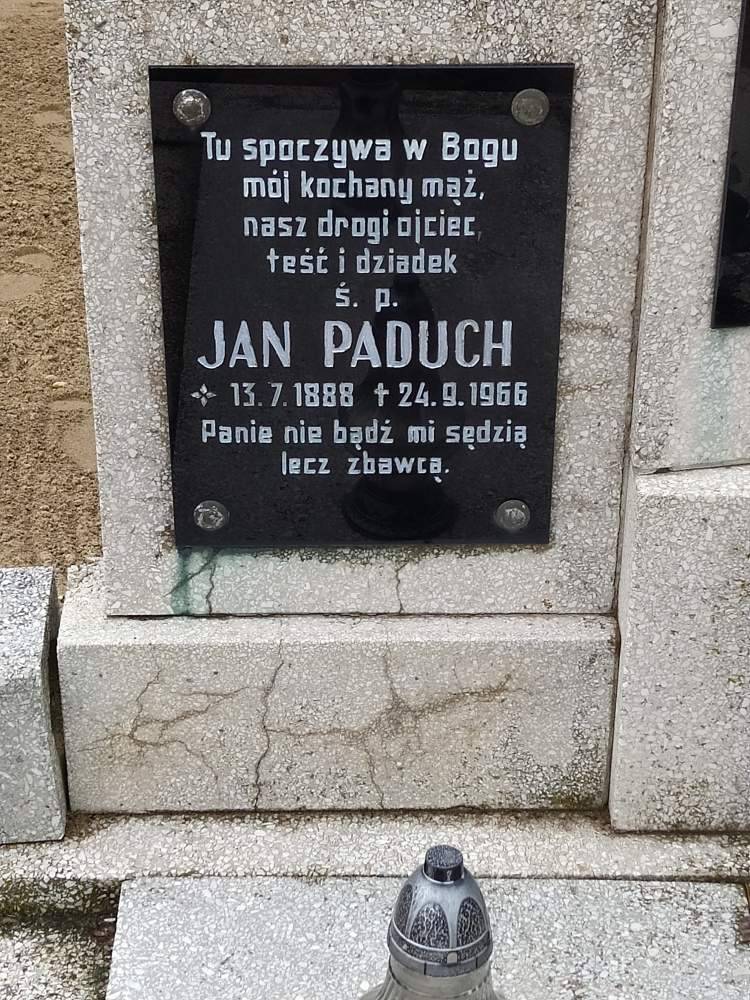 Tu spoczywa w Bogu
mój kochany mąż,
nasz drogi ojciec,
teść i dziadek
ś. p.
JAN PADUCH
13.7.1888 + 24.9.1966
Panie nie bądź mi sędzią
lecz zbawcą.